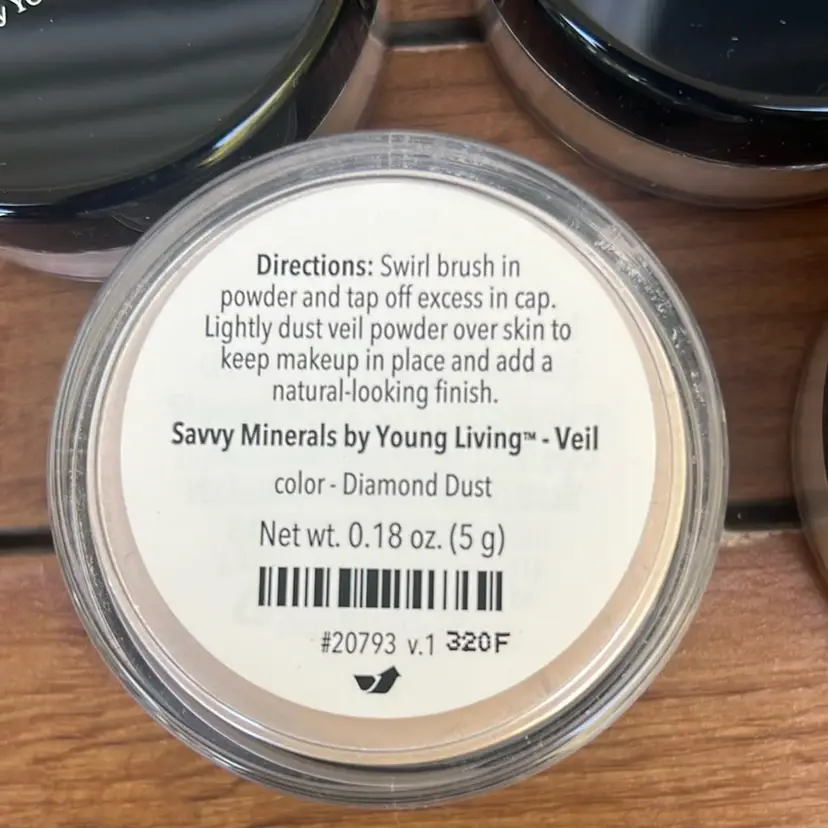 Directions: Swirl brush in
powder and tap off excess in cap.
Lightly dust veil powder over skin to
keep makeup in place and add a
natural-looking finish.
Savvy Minerals by Young Living™ - Veil
color - Diamond Dust
Net wt. 0.18 oz. (5 g)
#20793 v.1 320F